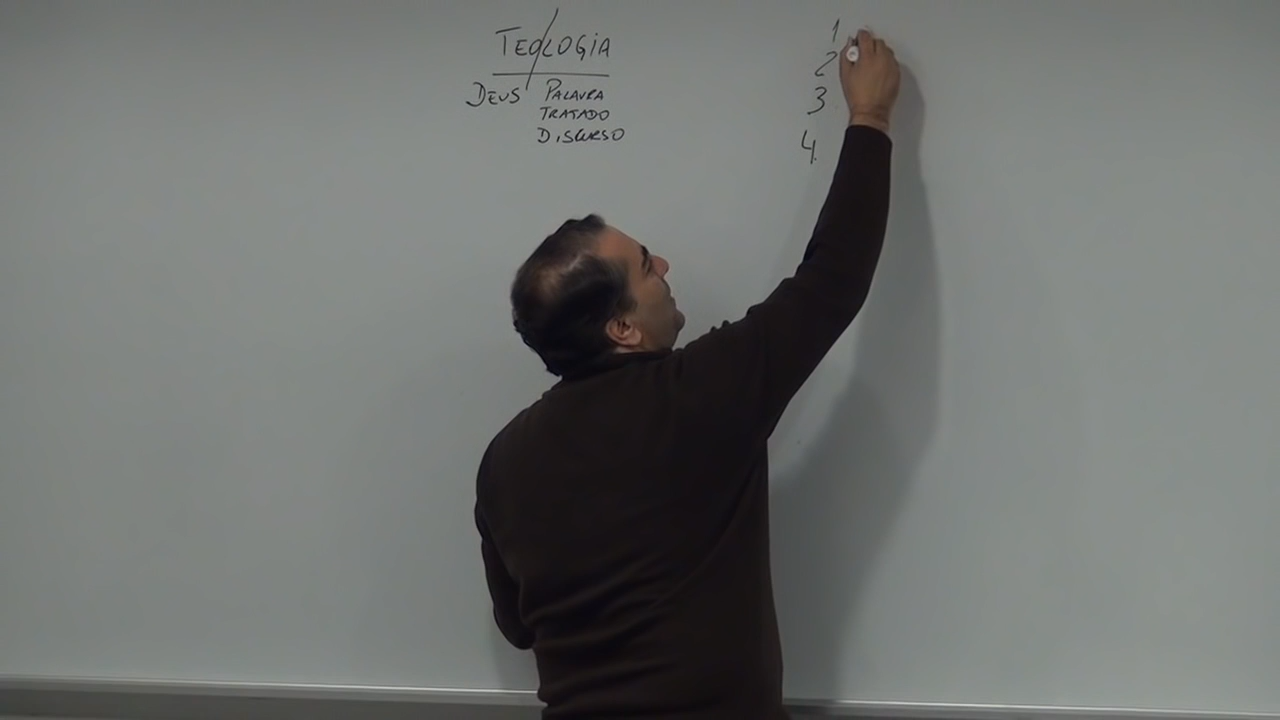 TEOLOGIA
DEUS PALAVRA
TRATADO
DISCURSO
1
2
3
4.